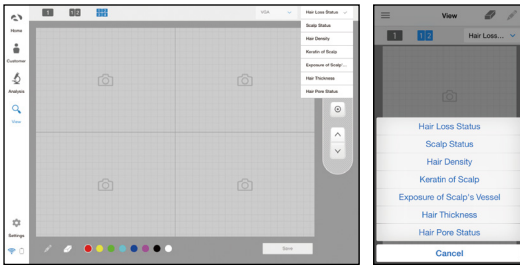 1
1 2
FOH
Hair Loss Status
Scalp Status
Hair Density
Keratin of Scalp
Exposure of Scalp'...
Hair Thickness
Hair Pore Status
Home
Customer
Analysis
View
Settings
Save
View
1
1 2
Hair Loss...
Hair Loss Status
Scalp Status
Hair Density
Keratin of Scalp
Exposure of Scalp's Vessel
Hair Thickness
Hair Pore Status
Cancel